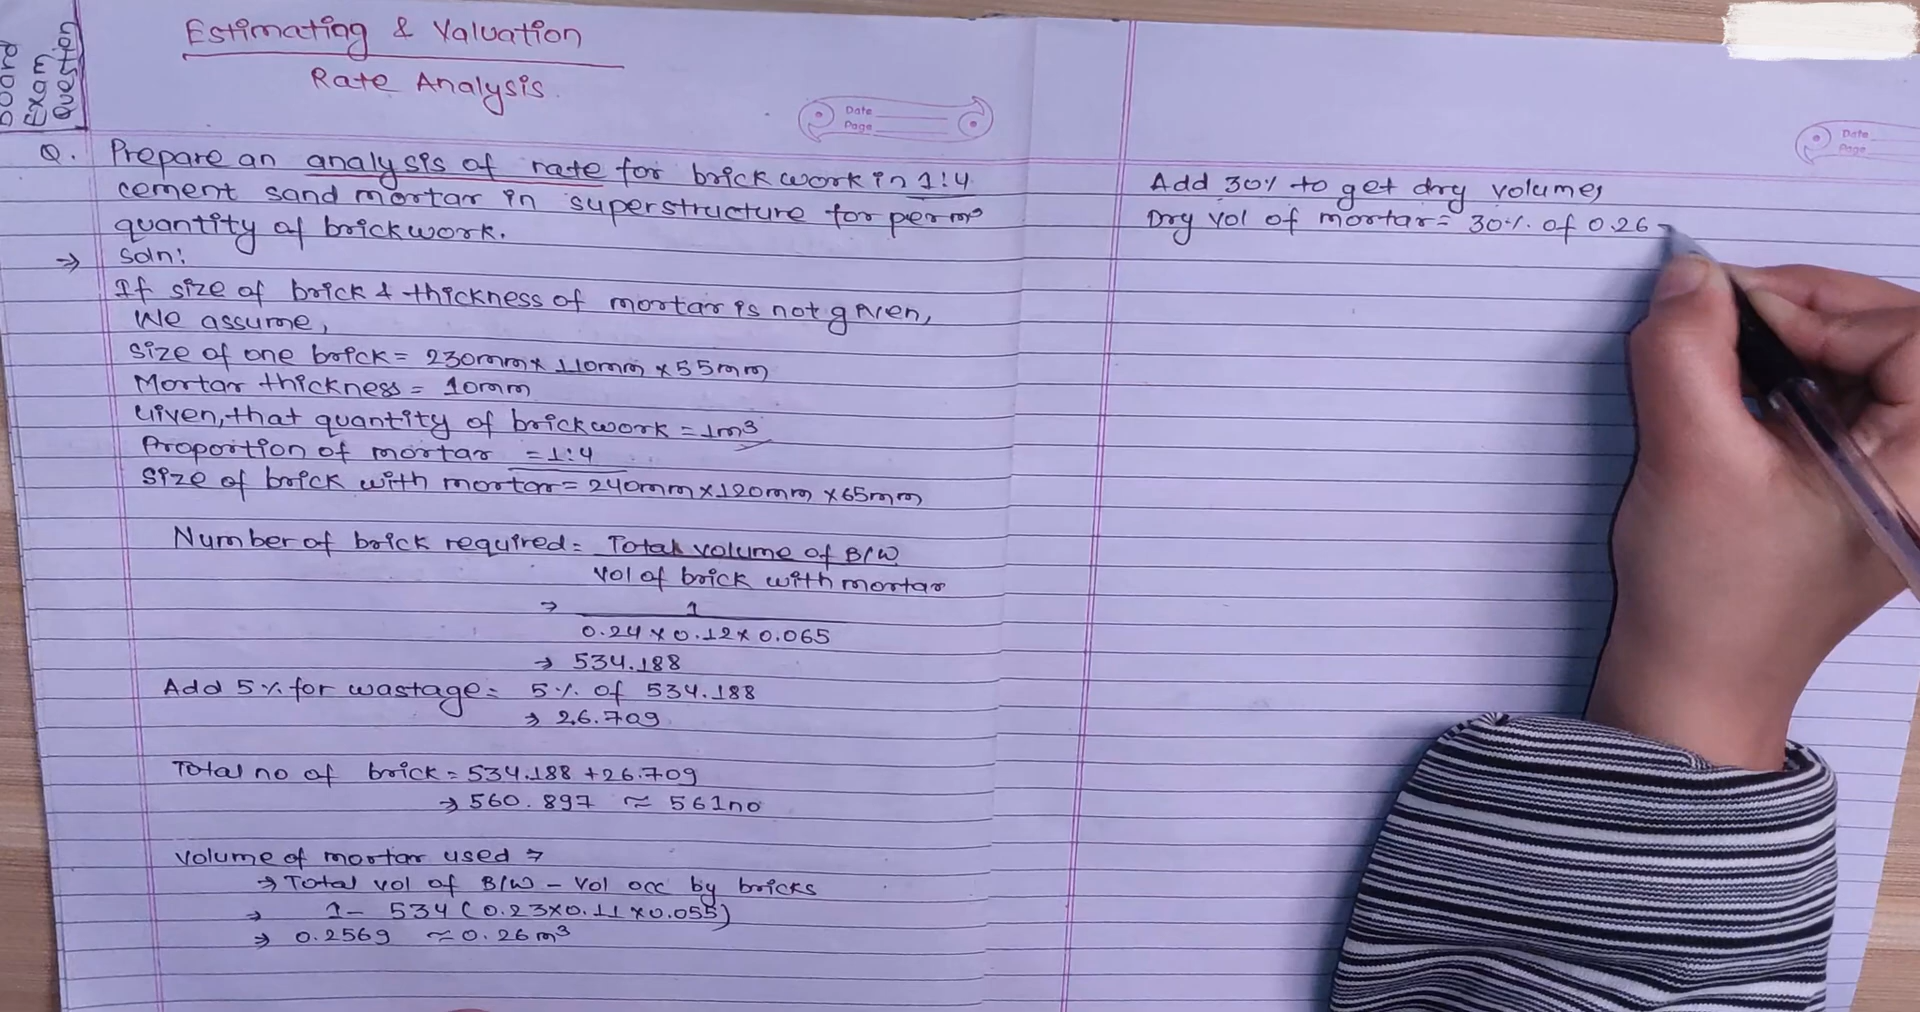 Board
Exam
Question
Estimating & Valuation
Rate Analysis.
Date
Page
Q. Prepare an analysis of rate for brickwork in 1:4
cement sand mortar in superstructure for per m³
quantity of brickwork.
→ Soln:
If size of brick & thickness of mortar is not given,
We assume,
Size of one brick = 230mm × 110mm × 55mm
Mortar thickness = 10mm
Given, that quantity of brickwork = 1m³
Proportion of mortar = 1:4
Size of brick with mortar = 240mm × 120mm × 65mm
Number of brick required = Total volume of B/W
Vol of brick with mortar
→ 1
0.24 × 0.12 × 0.065
→ 534.188
Add 5% for wastage = 5% of 534.188
→ 26.709
Total no of brick = 534.188 + 26.709
→ 560.897 ≈ 561no
Volume of mortar used →
→ Total vol of B/W - Vol occ by bricks
→ 1 - 534 (0.23×0.11×0.055)
→ 0.2569 ≈ 0.26m³
Date
Page
Add 30% to get dry volume,
Dry vol of mortar = 30% of 0.26